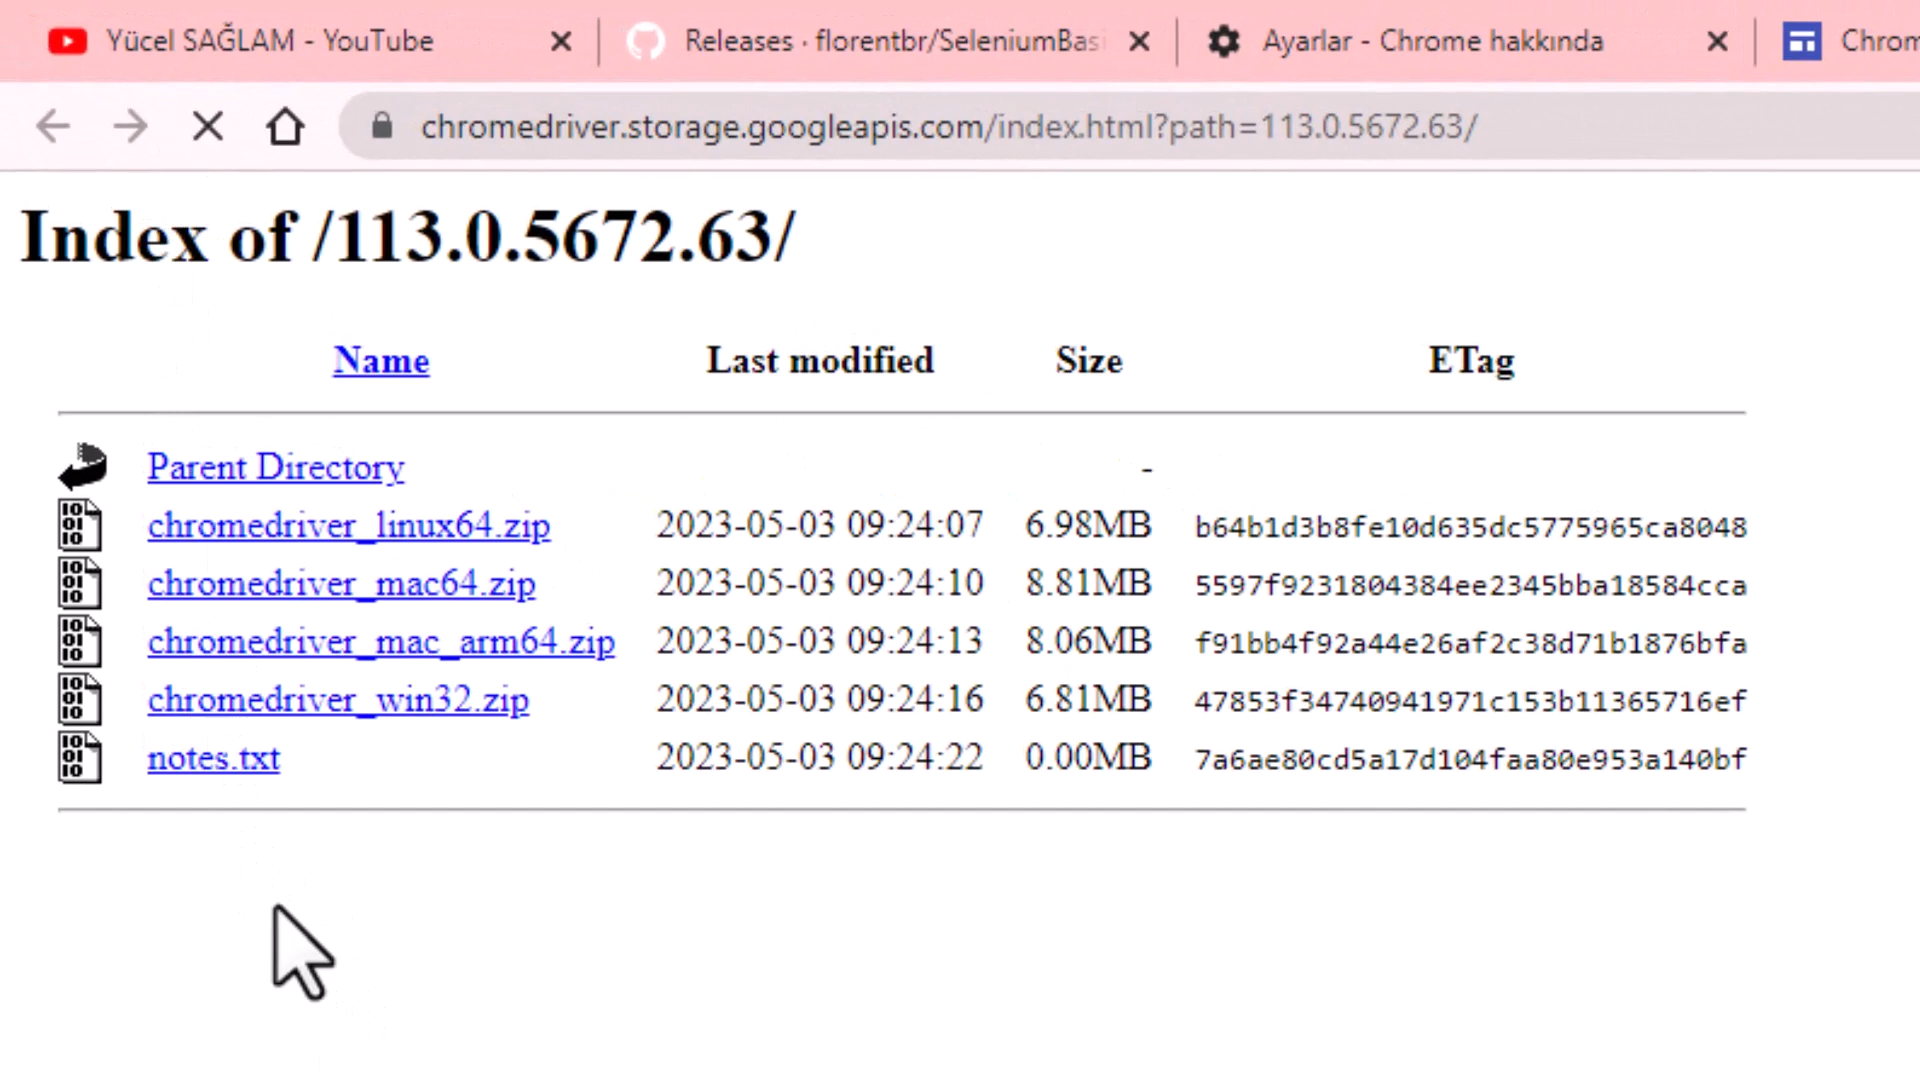 Yücel SAĞLAM - YouTube
Releases · florentbr/SeleniumBasi
Ayarlar - Chrome hakkında
Chrom
chromedriver.storage.googleapis.com/index.html?path=113.0.5672.63/
Index of /113.0.5672.63/
Name Last modified Size ETag
Parent Directory -
chromedriver_linux64.zip 2023-05-03 09:24:07 6.98MB b64b1d3b8fe10d635dc5775965ca8048
chromedriver_mac64.zip 2023-05-03 09:24:10 8.81MB 5597f9231804384ee2345bba18584cca
chromedriver_mac_arm64.zip 2023-05-03 09:24:13 8.06MB f91bb4f92a44e26af2c38d71b1876bfa
chromedriver_win32.zip 2023-05-03 09:24:16 6.81MB 47853f34740941971c153b11365716ef
notes.txt 2023-05-03 09:24:22 0.00MB 7a6ae80cd5a17d104faa80e953a140bf